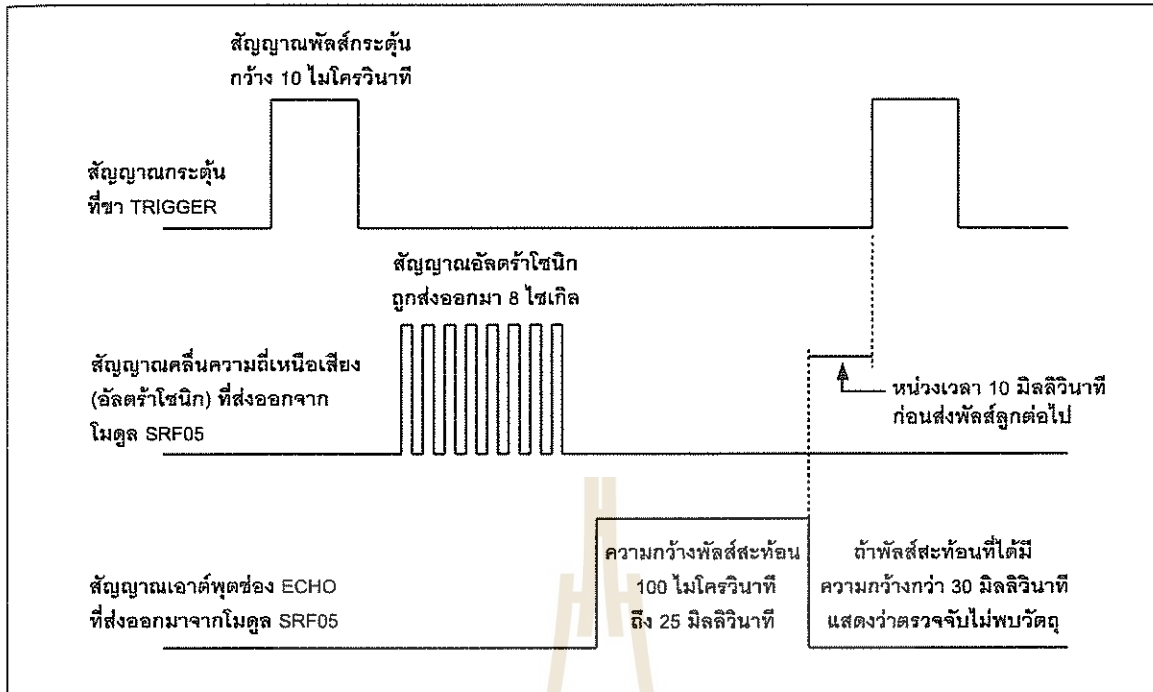 สัญญาณพัลส์กระตุ้น
กว้าง 10 ไมโครวินาที
สัญญาณกระตุ้น
ที่ขา TRIGGER
สัญญาณอัลตร้าโซนิก
ถูกส่งออกมา 8 ไซเกิล
สัญญาณคลื่นความถี่เหนือเสียง
(อัลตร้าโซนิก) ที่ส่งออกจาก
โมดูล SRF05
หน่วงเวลา 10 มิลลิวินาที
ก่อนส่งพัลส์ลูกต่อไป
สัญญาณเอาต์พุตช่อง ECHO
ที่ส่งออกมาจากโมดูล SRF05
ความกว้างพัลส์สะท้อน
100 ไมโครวินาที
ถึง 25 มิลลิวินาที
ถ้าพัลส์สะท้อนที่ได้มี
ความกว้างกว่า 30 มิลลิวินาที
แสดงว่าตรวจจับไม่พบวัตถุ